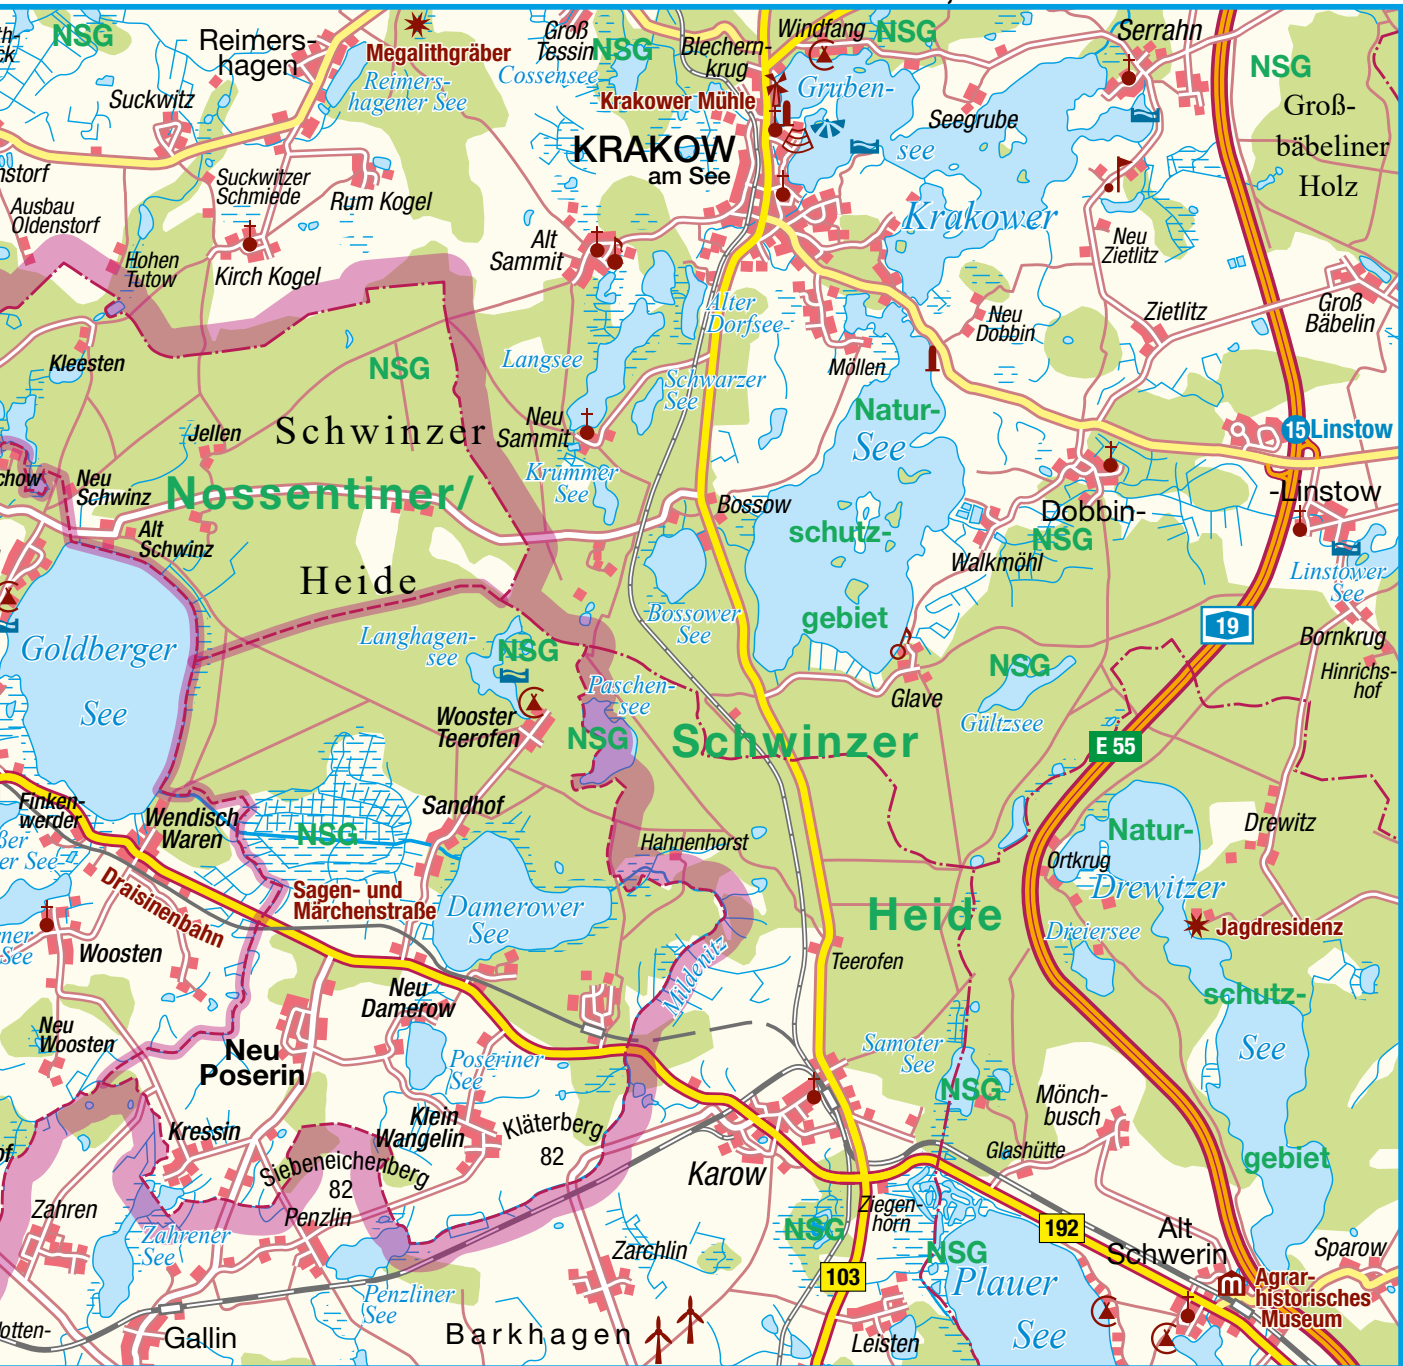 NSG
Reimers-
hagen
Megalithgräber
Reimers-
hagener See
Groß
Tessin
NSG
Cossensee
Blechern-
krug
Windfang
NSG
Serrahn
NSG
Groß-
bäbeliner
Holz
Suckwitz
Krakower Mühle
Gruben-
see
Seegrube
KRAKOW
am See
Suckwitzer
Schmiede
Rum Kogel
Ausbau
Oldenstorf
Krakower
Hohen
Tutow
Kirch Kogel
Alt
Sammit
Neu
Zietlitz
Alter
Dorfsee
Neu
Dobbin
Zietlitz
Groß
Bäbelin
Kleesten
NSG
Langsee
Schwarzer
See
Möllen
Natur-
See
Schwinzer
Neu
Sammit
Jellen
15 Linstow
Krummer
See
Neu
Schwinz
Nossentiner/
Bossow
Dobbin-
-Linstow
Alt
Schwinz
schutz-
NSG
Walkmöhl
Heide
Linstower
See
Bossower
See
gebiet
19
Goldberger
See
Langhagen-
see
NSG
Bornkrug
Hinrichs-
hof
Paschen-
see
NSG
Glave
Gültzsee
Wooster
Teerofen
NSG
Schwinzer
E 55
Finken-
werder
Wendisch
Waren
NSG
Sandhof
Hahnenhorst
Natur-
Drewitz
Ortkrug
Drewitzer
Draisinenbahn
Sagen- und
Märchenstraße
Damerower
See
Heide
Jagdresidenz
Dreiersee
Woosten
Teerofen
Mildenitz
Neu
Damerow
schutz-
See
Neu
Woosten
Neu
Poserin
Poseriner
See
Samoter
See
NSG
Mönch-
busch
Kressin
Klein
Wangelin
Kläterberg
82
Glashütte
gebiet
Siebeneichenberg
82
Karow
Zahren
Penzlin
Ziegen-
horn
NSG
192
Alt
Schwerin
Zahrener
See
Zarchlin
NSG
Sparow
103
Plauer
See
Agrar-
historisches
Museum
Penzliner
See
Gallin
Barkhagen
Leisten